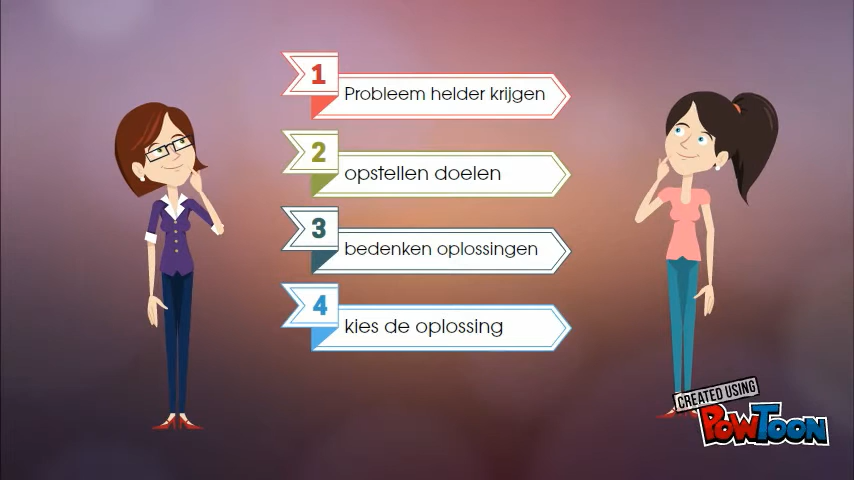 1
Probleem helder krijgen
2
opstellen doelen
3
bedenken oplossingen
4
kies de oplossing
CREATED USING
POWTOON